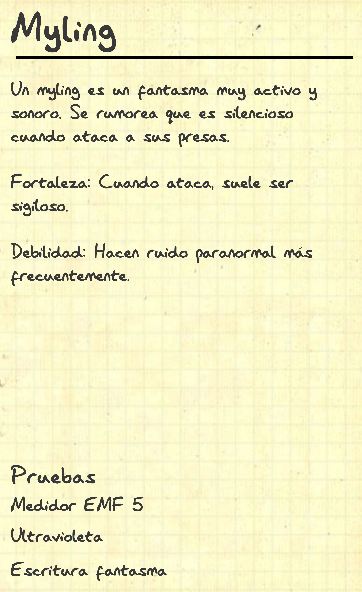 Myling
Un myling es un fantasma muy activo y
sonoro. Se rumorea que es silencioso
cuando ataca a sus presas.
Fortaleza: Cuando ataca, suele ser
sigiloso.
Debilidad: Hacen ruido paranormal más
frecuentemente.
Pruebas
Medidor EMF 5
Ultravioleta
Escritura fantasma